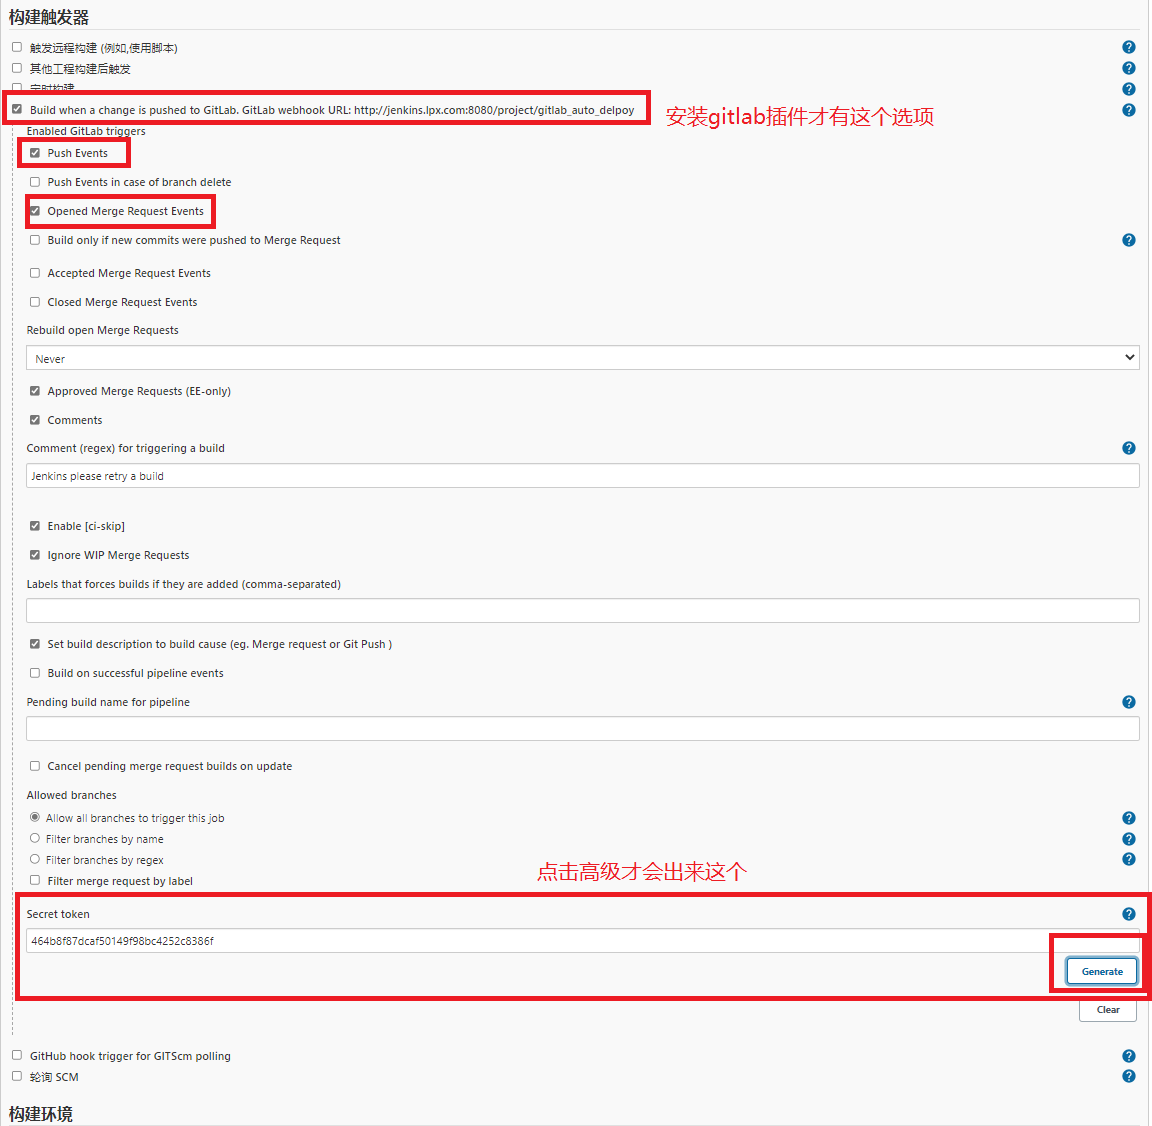 构建触发器
触发远程构建 (例如,使用脚本)
其他工程构建后触发
定时构建
Build when a change is pushed to GitLab. GitLab webhook URL: http://jenkins.lpx.com:8080/project/gitlab_auto_delpoy
安装gitlab插件才有这个选项
Enabled GitLab triggers
Push Events
Push Events in case of branch delete
Opened Merge Request Events
Build only if new commits were pushed to Merge Request
Accepted Merge Request Events
Closed Merge Request Events
Rebuild open Merge Requests
Never
Approved Merge Requests (EE-only)
Comments
Comment (regex) for triggering a build
Jenkins please retry a build
Enable [ci-skip]
Ignore WIP Merge Requests
Labels that forces builds if they are added (comma-separated)
Set build description to build cause (eg. Merge request or Git Push )
Build on successful pipeline events
Pending build name for pipeline
Cancel pending merge request builds on update
Allowed branches
Allow all branches to trigger this job
Filter branches by name
Filter branches by regex
点击高级才会出来这个
Filter merge request by label
Secret token
464b8f87dcaf50149f98bc4252c8386f
Generate
Clear
GitHub hook trigger for GITScm polling
轮询 SCM
构建环境